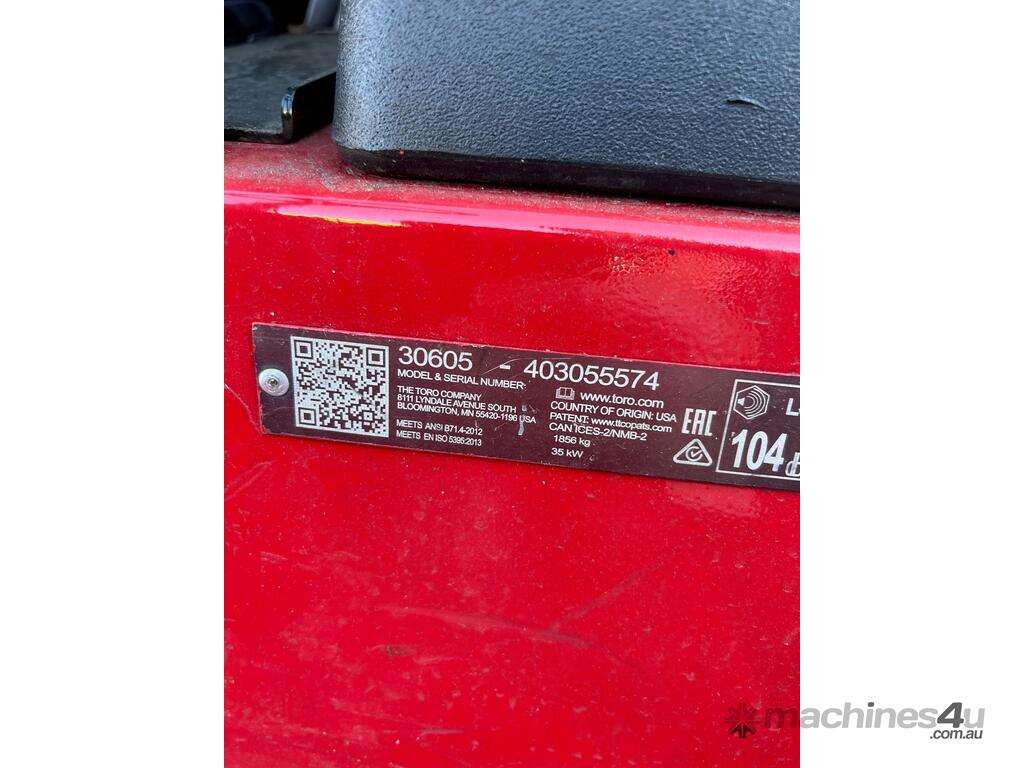 30605 - 403055574
MODEL & SERIAL NUMBER:
THE TORO COMPANY
8111 LYNDALE AVENUE SOUTH
BLOOMINGTON, MN 55420-1196 USA
MEETS ANSI B71.4-2012
MEETS EN ISO 5395:2013
www.toro.com
COUNTRY OF ORIGIN: USA
PATENT: www.ttcopats.com
CAN ICES-2/NMB-2
1856 kg
35 kW
EAC
L
104 dB
machines4u
.com.au